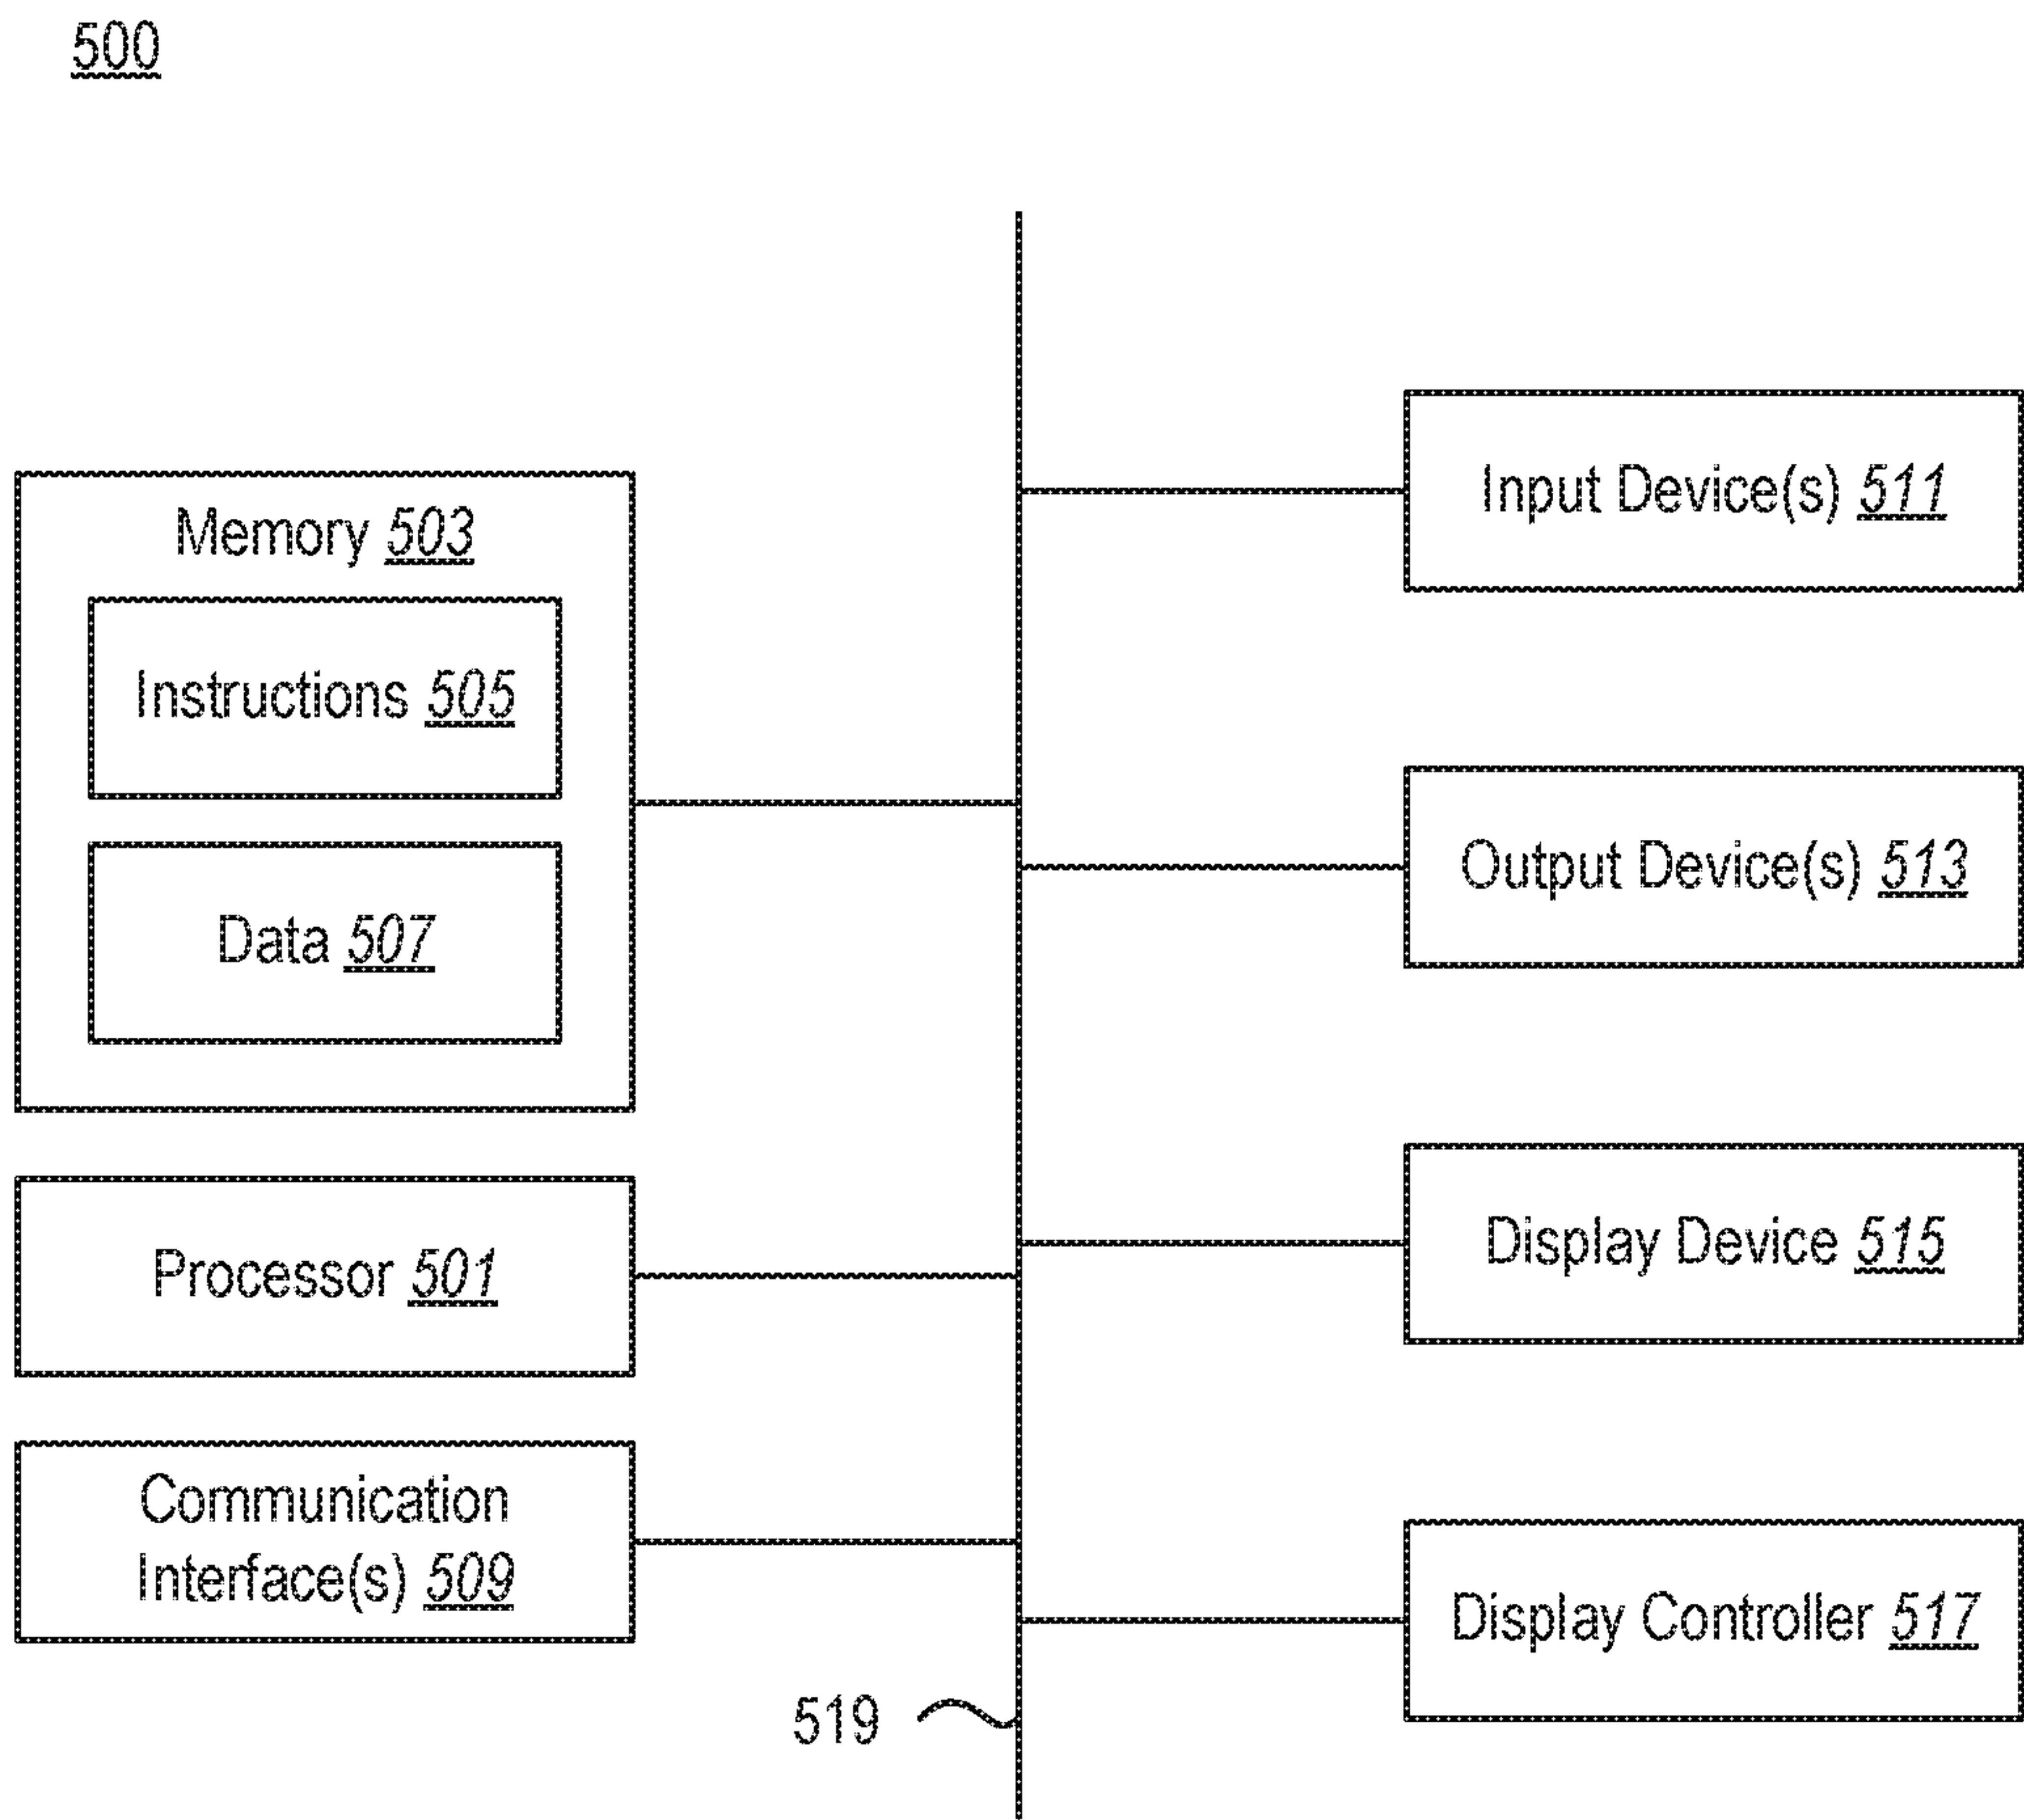 500
Memory 503
Instructions 505
Data 507
Processor 501
Communication
Interface(s) 509
Input Device(s) 511
Output Device(s) 513
Display Device 515
Display Controller 517
519